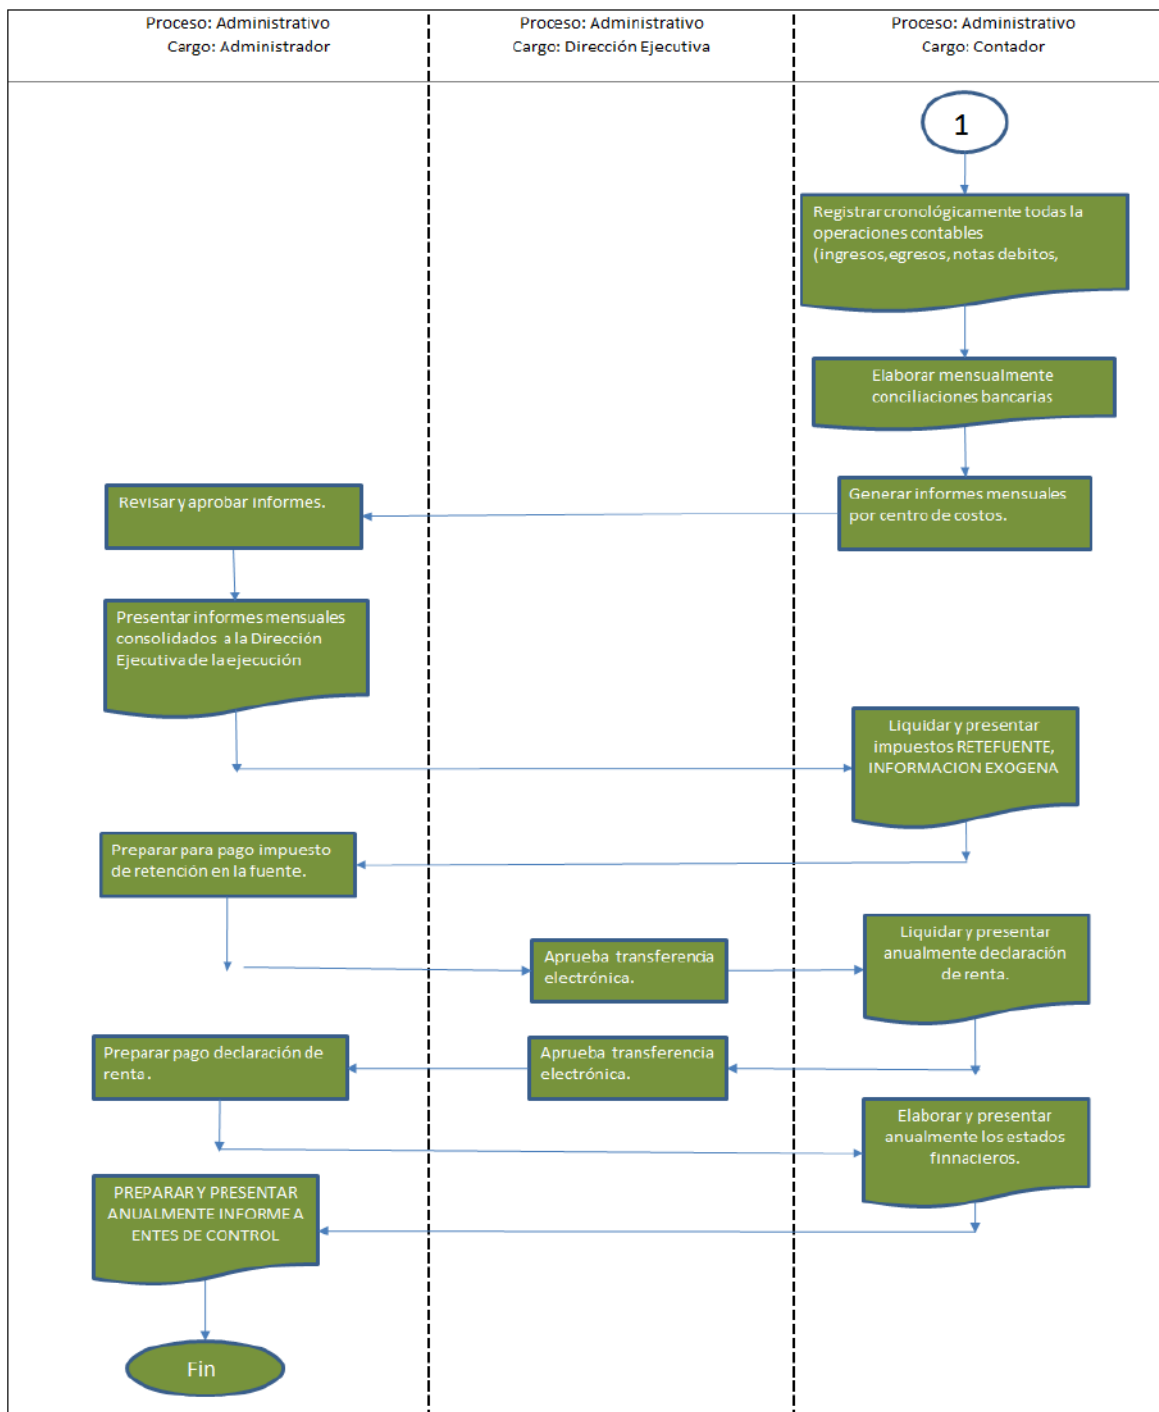 Proceso: Administrativo
Cargo: Administrador
Proceso: Administrativo
Cargo: Dirección Ejecutiva
Proceso: Administrativo
Cargo: Contador
1
Registrar cronológicamente todas la
operaciones contables
(ingresos, egresos, notas debitos,
Elaborar mensualmente
conciliaciones bancarias
Generar informes mensuales
por centro de costos.
Revisar y aprobar informes.
Presentar informes mensuales
consolidados a la Dirección
Ejecutiva de la ejecución
Liquidar y presentar
impuestos RETEFUENTE,
INFORMACION EXOGENA
Preparar para pago impuesto
de retención en la fuente.
Aprueba transferencia
electrónica.
Liquidar y presentar
anualmente declaración
de renta.
Aprueba transferencia
electrónica.
Preparar pago declaración de
renta.
Elaborar y presentar
anualmente los estados
finnacieros.
PREPARAR Y PRESENTAR
ANUALMENTE INFORME A
ENTES DE CONTROL
Fin